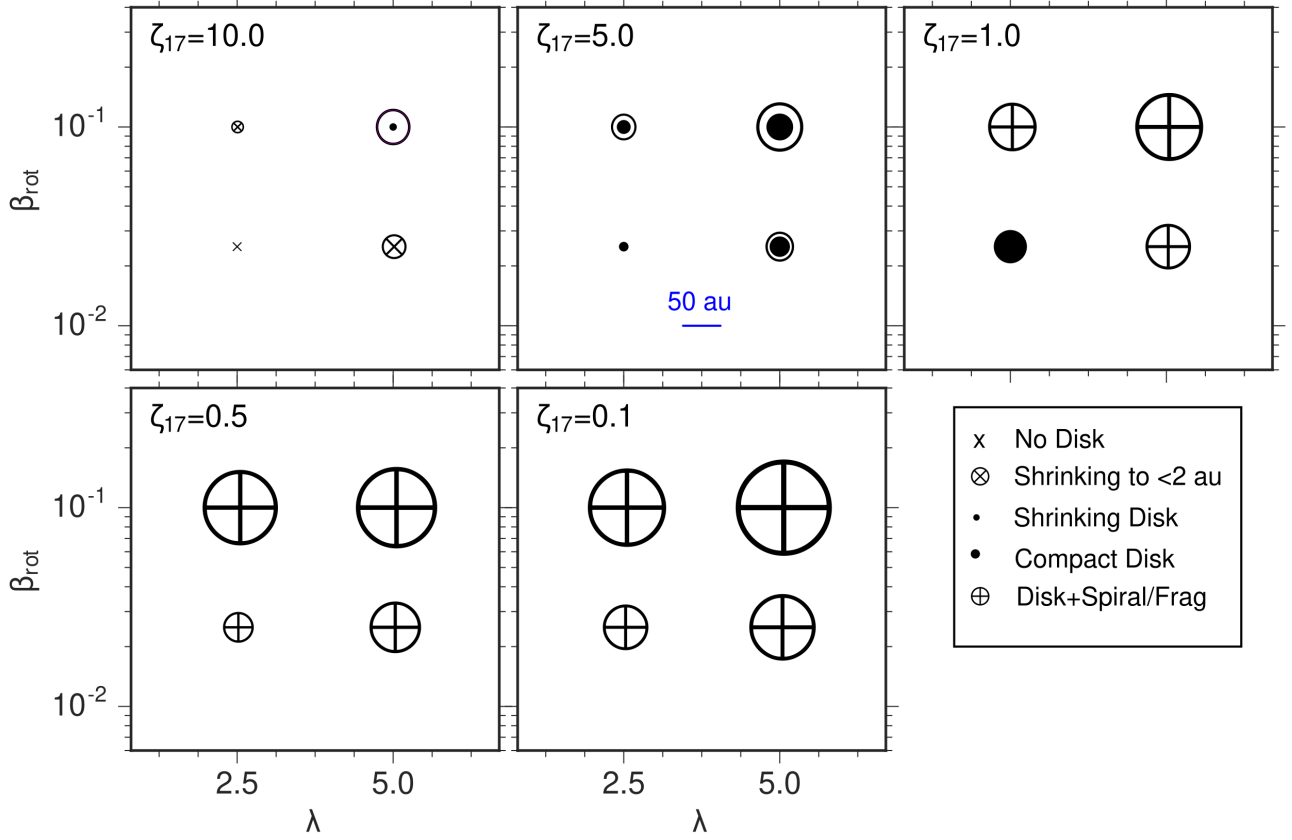 ζ17=10.0
ζ17=5.0
ζ17=1.0
10-1
βrot
50 au
10-2
ζ17=0.5
ζ17=0.1
x No Disk
⊗ Shrinking to <2 au
• Shrinking Disk
● Compact Disk
⊕ Disk+Spiral/Frag
10-1
βrot
10-2
2.5 5.0 2.5 5.0
λ λ